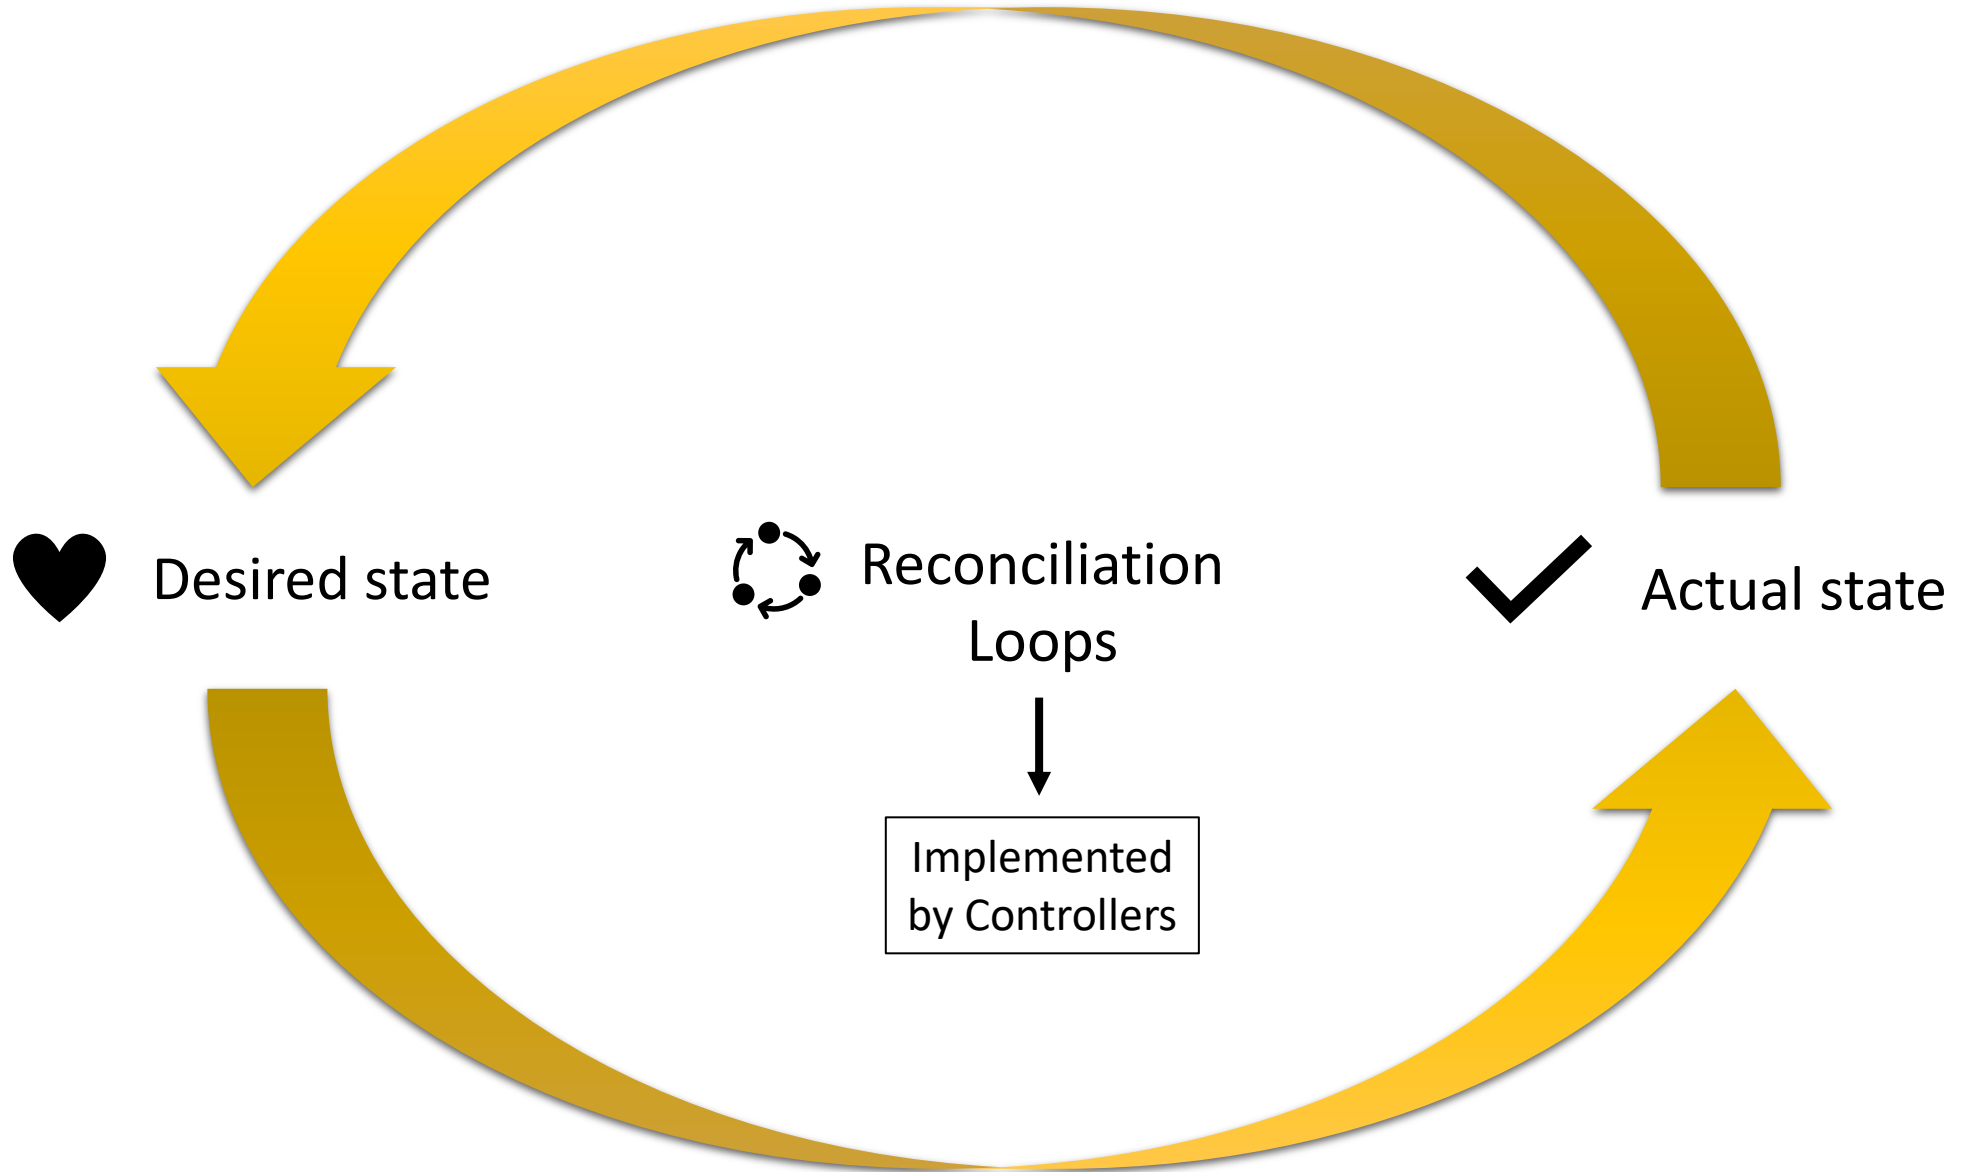 Desired state
Reconciliation
Loops
Actual state
Implemented
by Controllers